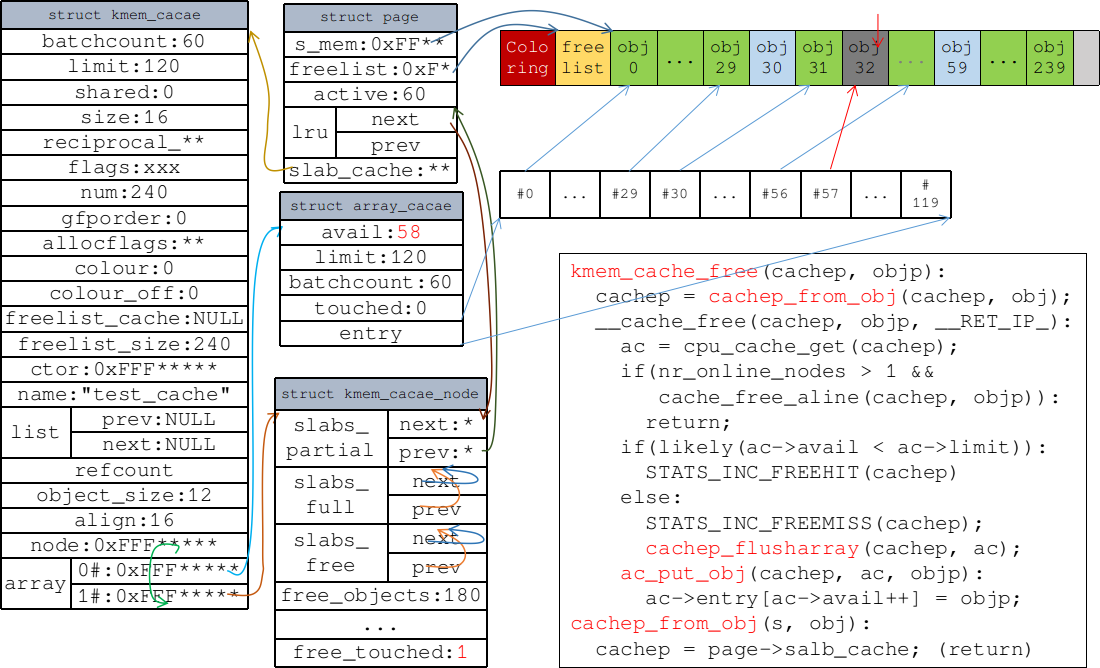 struct kmem_cacae
batchcount:60
limit:120
shared:0
size:16
reciprocal_**
flags:xxx
num:240
gfporder:0
allocflags:**
colour:0
colour_off:0
freelist_cache:NULL
freelist_size:240
ctor:0xFFF*****
name:"test_cache"
list
prev:NULL
next:NULL
refcount
object_size:12
align:16
node:0xFFF*****
array
0#:0xFFF*****
1#:0xFFF*****
struct page
s_mem:0xFF**
freelist:0xF*
active:60
lru
next
prev
slab_cache:**
struct array_cacae
avail:58
limit:120
batchcount:60
touched:0
entry
struct kmem_cacae_node
slabs_
partial
next:*
prev:*
slabs_
full
next
prev
slabs_
free
next
prev
free_objects:180
...
free_touched:1
Colo
ring
free
list
obj
0
...
obj
29
obj
30
obj
31
obj
32
...
obj
59
...
obj
239
#0
...
#29
#30
...
#56
#57
...
#
119
kmem_cache_free(cachep, objp):
cachep = cachep_from_obj(cachep, obj);
__cache_free(cachep, objp, __RET_IP_):
ac = cpu_cache_get(cachep);
if(nr_online_nodes > 1 &&
cache_free_aline(cachep, objp)):
return;
if(likely(ac->avail < ac->limit)):
STATS_INC_FREEHIT(cachep)
else:
STATS_INC_FREEMISS(cachep);
cachep_flusharray(cachep, ac);
ac_put_obj(cachep, ac, objp):
ac->entry[ac->avail++] = objp;
cachep_from_obj(s, obj):
cachep = page->salb_cache; (return)